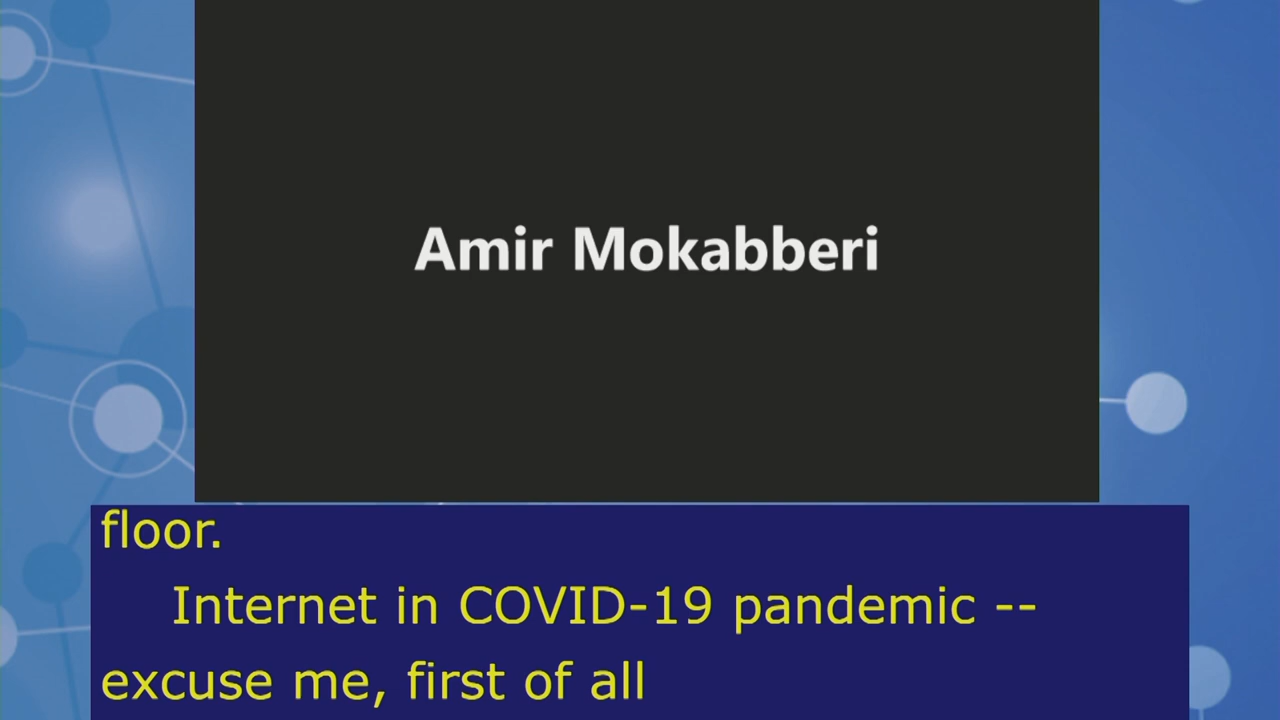 Amir Mokabberi
floor.
Internet in COVID-19 pandemic --
excuse me, first of all